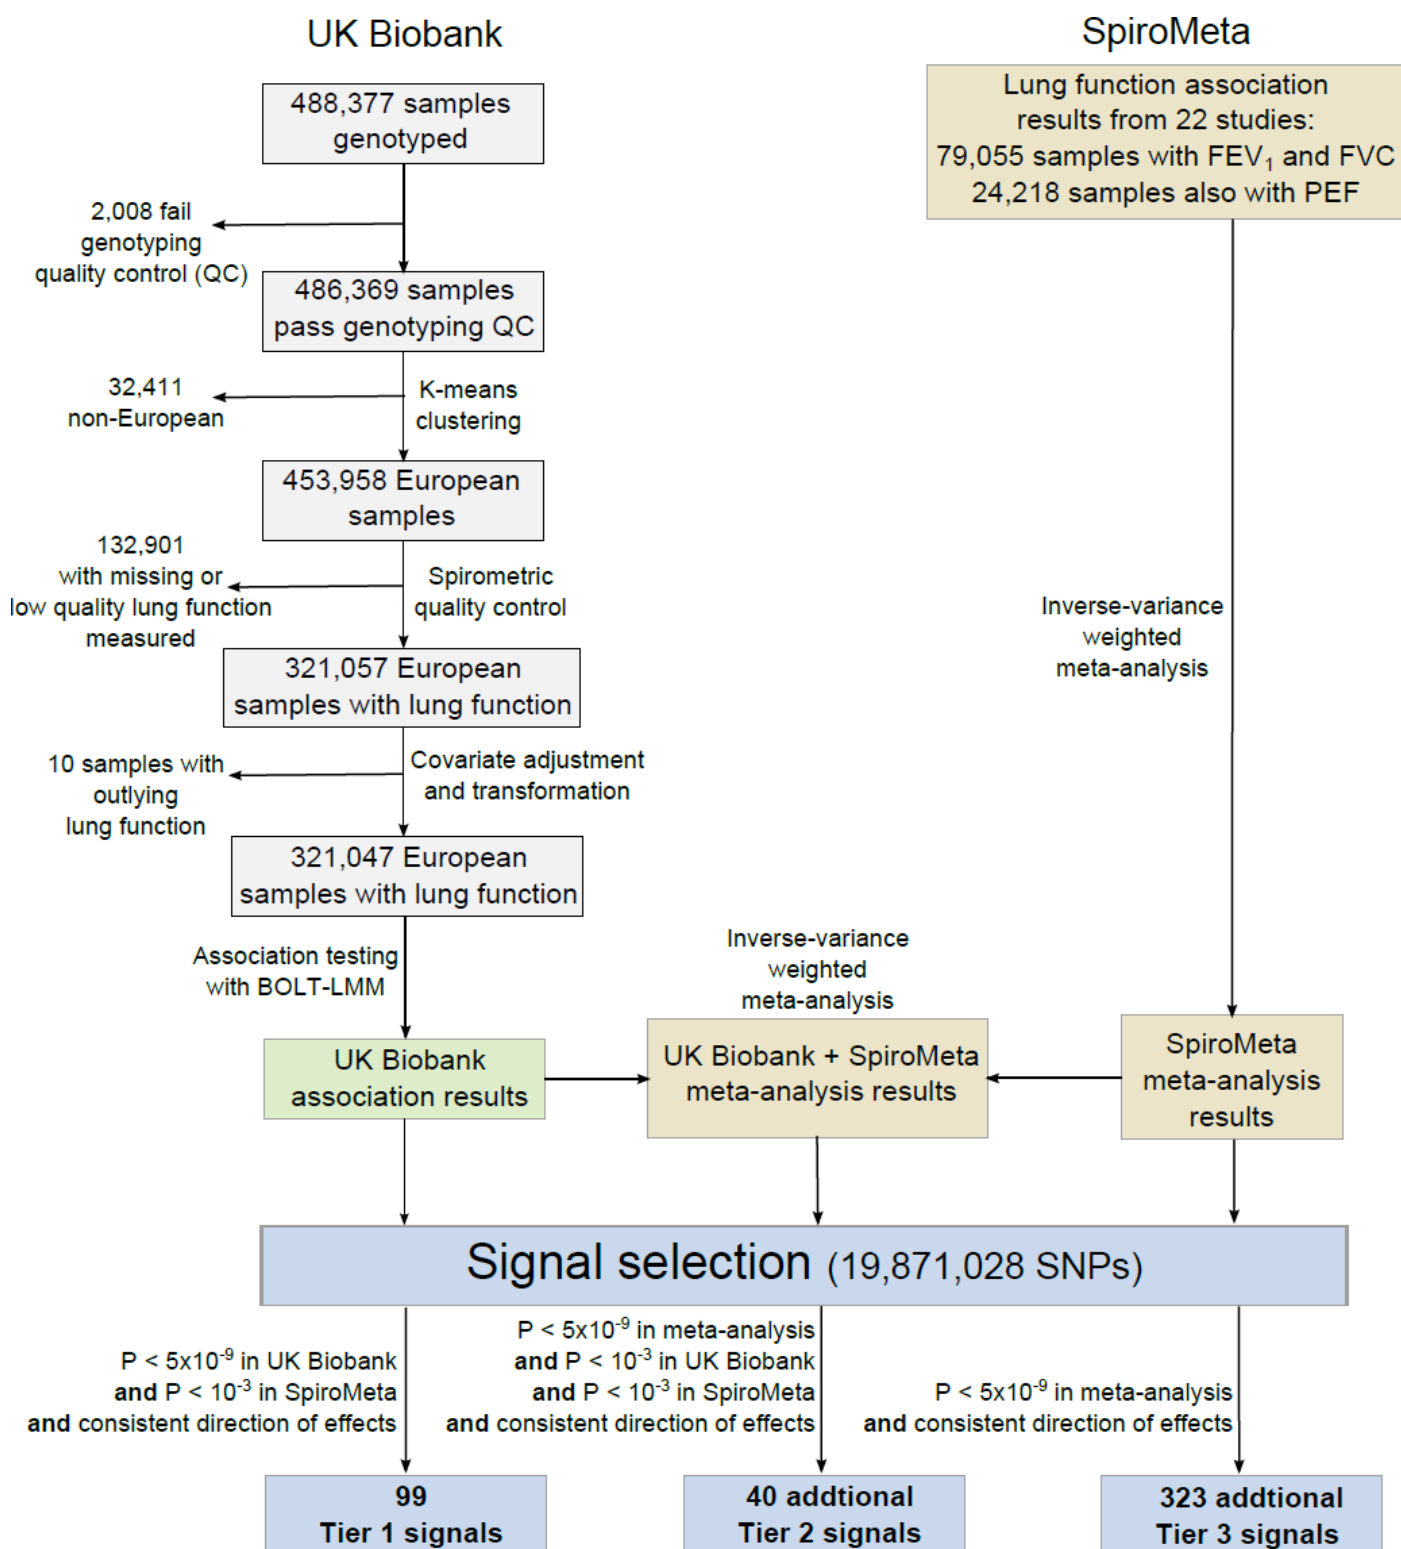 UK Biobank
SpiroMeta
488,377 samples
genotyped
Lung function association
results from 22 studies:
79,055 samples with FEV₁ and FVC
24,218 samples also with PEF
2,008 fail
genotyping
quality control (QC)
486,369 samples
pass genotyping QC
32,411
non-European
K-means
clustering
453,958 European
samples
132,901
with missing or
low quality lung function
measured
Spirometric
quality control
Inverse-variance
weighted
meta-analysis
321,057 European
samples with lung function
10 samples with
outlying
lung function
Covariate adjustment
and transformation
321,047 European
samples with lung function
Association testing
with BOLT-LMM
Inverse-variance
weighted
meta-analysis
UK Biobank
association results
UK Biobank + SpiroMeta
meta-analysis results
SpiroMeta
meta-analysis
results
Signal selection (19,871,028 SNPs)
P < 5x10⁻⁹ in UK Biobank
and P < 10⁻³ in SpiroMeta
and consistent direction of effects
P < 5x10⁻⁹ in meta-analysis
and P < 10⁻³ in UK Biobank
and P < 10⁻³ in SpiroMeta
and consistent direction of effects
P < 5x10⁻⁹ in meta-analysis
and consistent direction of effects
99
Tier 1 signals
40 addtional
Tier 2 signals
323 addtional
Tier 3 signals